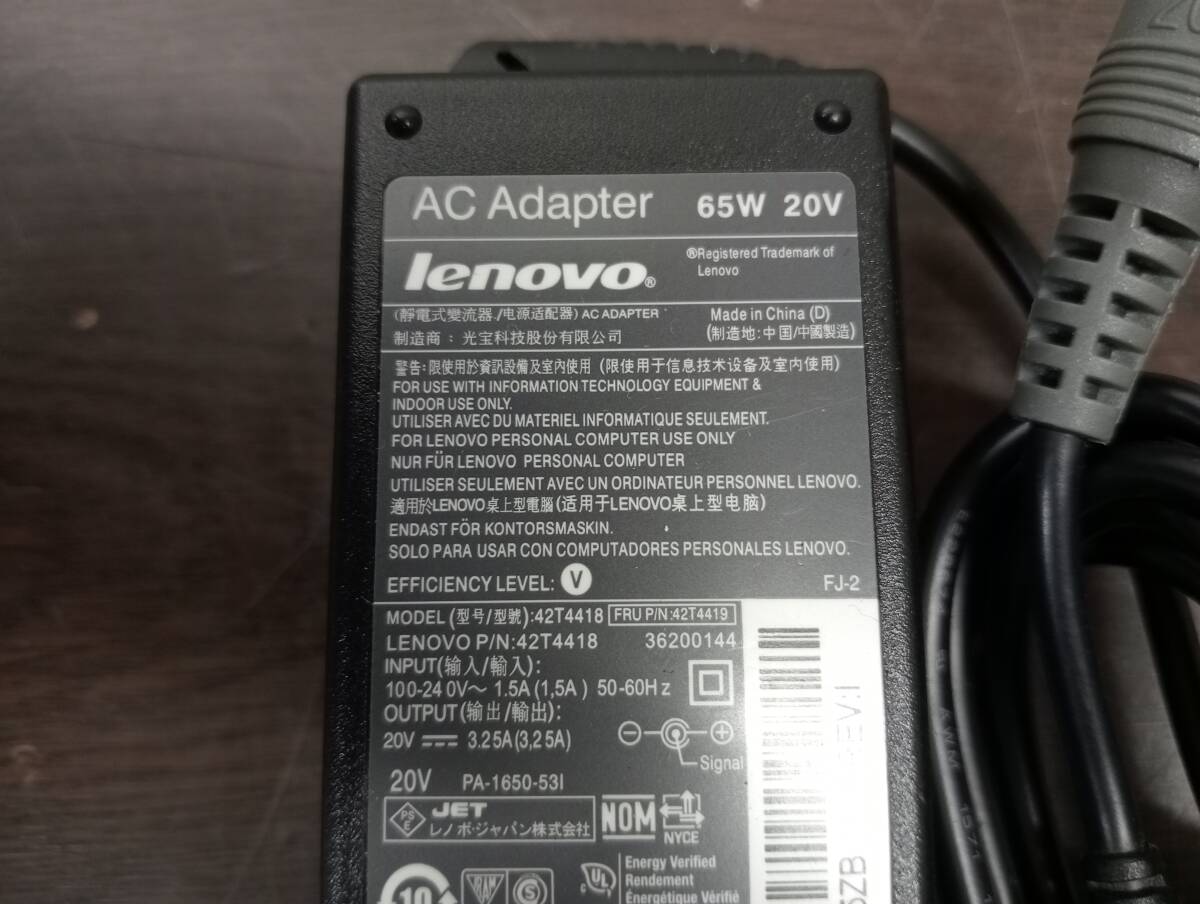 AC Adapter 65W 20V
lenovo® ®Registered Trademark of
Lenovo
(靜電式變流器./电源适配器) AC ADAPTER Made in China (D)
制造商: 光宝科技股份有限公司 (制造地: 中国/中國製造)
警告:限使用於資訊設備及室內使用 (限使用于信息技术设备及室内使用)
FOR USE WITH INFORMATION TECHNOLOGY EQUIPMENT &
INDOOR USE ONLY.
UTILISER AVEC DU MATERIEL INFORMATIQUE SEULEMENT.
FOR LENOVO PERSONAL COMPUTER USE ONLY
NUR FÜR LENOVO PERSONAL COMPUTER
UTILISER SEULEMENT AVEC UN ORDINATEUR PERSONNEL LENOVO.
適用於LENOVO桌上型電腦(适用于LENOVO桌上型电脑)
ENDAST FÖR KONTORSMASKIN.
SOLO PARA USAR CON COMPUTADORES PERSONALES LENOVO.
EFFICIENCY LEVEL: V FJ-2
MODEL (型号/型號):42T4418 FRU P/N:42T4419
LENOVO P/N:42T4418 36200144
INPUT(输入/輸入):
100-240V~ 1.5A (1,5A) 50-60Hz
OUTPUT(输出/輸出):
20V 3.25A(3,25A)
Signal
20V PA-1650-53I
PSE JET
レノボ・ジャパン株式会社
NOM NYCE
10 UL
Energy Verified
Rendement
Énergétique Vérifié
REV:I
AWM